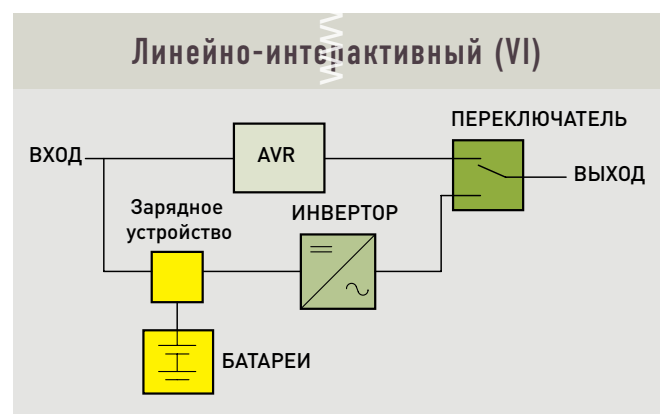 Линейно-интерактивный (VI)
ПЕРЕКЛЮЧАТЕЛЬ
ВХОД
AVR
ВЫХОД
Зарядное
устройство
ИНВЕРТОР
БАТАРЕИ